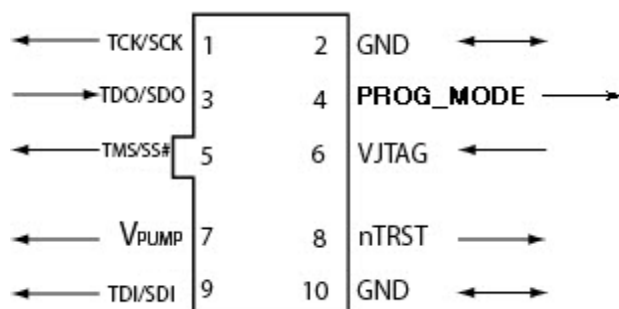 TCK/SCK 1 2 GND
TDO/SDO 3 4 PROG_MODE
TMS/SS# 5 6 VJTAG
VPUMP 7 8 nTRST
TDI/SDI 9 10 GND